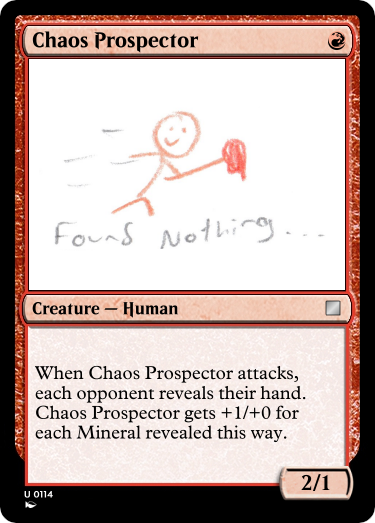 Chaos Prospector
Found Nothing...
Creature — Human
When Chaos Prospector attacks,
each opponent reveals their hand.
Chaos Prospector gets +1/+0 for
each Mineral revealed this way.
2/1
U 0114